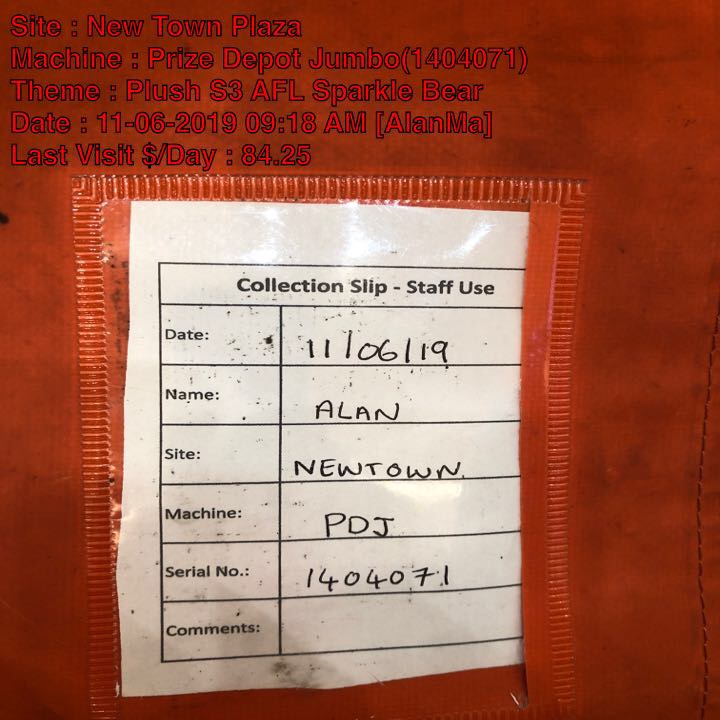 Site : New Town Plaza
Machine : Prize Depot Jumbo(1404071)
Theme : Plush S3 AFL Sparkle Bear
Date : 11-06-2019 09:18 AM [AlanMa]
Last Visit $/Day : 84.25
Collection Slip - Staff Use
Date: 11/06/19
Name: ALAN
Site: NEWTOWN
Machine: PDJ
Serial No.: 1404071
Comments: